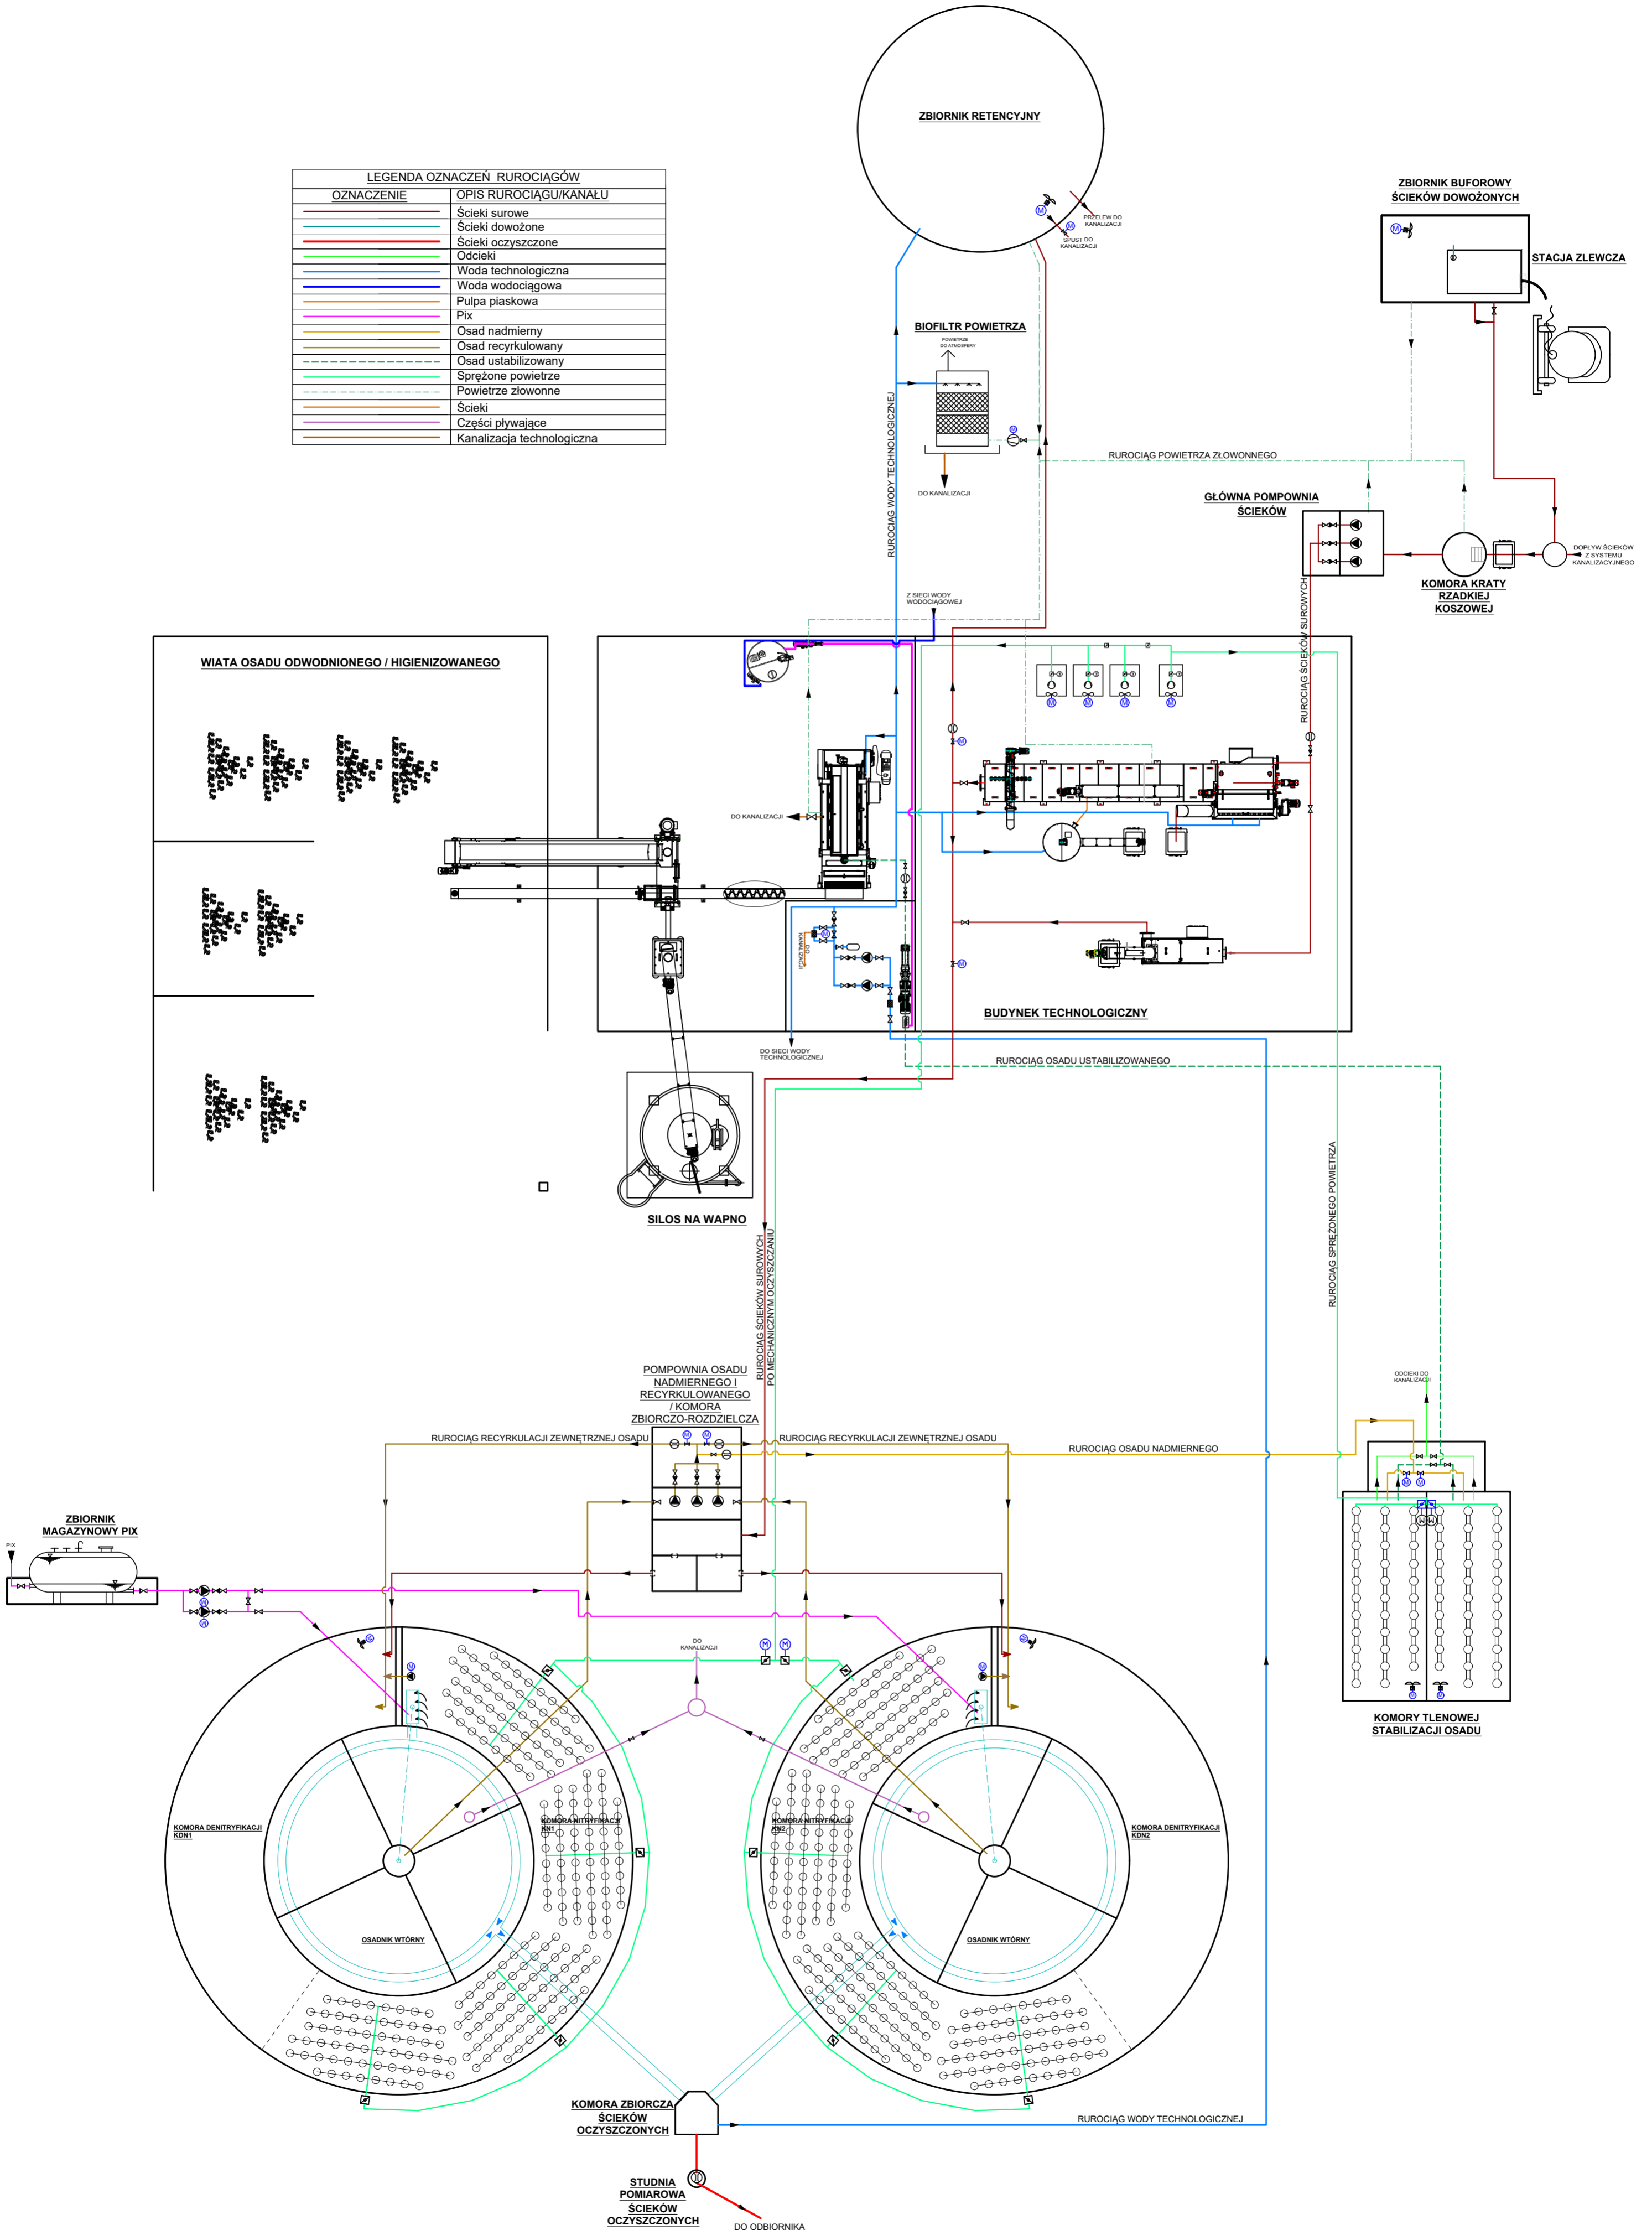 ZBIORNIK RETENCYJNY
PRZELEW DO
KANALIZACJI
SPUST DO
KANALIZACJI
M
M
LEGENDA OZNACZEŃ RUROCIĄGÓW
OZNACZENIE
OPIS RUROCIĄGU/KANAŁU
Ścieki surowe
Ścieki dowożone
Ścieki oczyszczone
Odcieki
Woda technologiczna
Woda wodociągowa
Pulpa piaskowa
Pix
Osad nadmierny
Osad recyrkulowany
Osad ustabilizowany
Sprężone powietrze
Powietrze złowonne
Ścieki
Części pływające
Kanalizacja technologiczna
ZBIORNIK BUFOROWY
ŚCIEKÓW DOWOŻONYCH
M
STACJA ZLEWCZA
BIOFILTR POWIETRZA
POWIETRZE
DO ATMOSFERY
M
DO KANALIZACJI
RUROCIĄG WODY TECHNOLOGICZNEJ
RUROCIĄG POWIETRZA ZŁOWONNEGO
GŁÓWNA POMPOWNIA
ŚCIEKÓW
DOPŁYW ŚCIEKÓW
Z SYSTEMU
KANALIZACYJNEGO
KOMORA KRATY
RZADKIEJ
KOSZOWEJ
RUROCIĄG ŚCIEKÓW SUROWYCH
Z SIECI WODY
WODOCIĄGOWEJ
WIATA OSADU ODWODNIONEGO / HIGIENIZOWANEGO
M
M
M
M
M
DO KANALIZACJI
DO
KANALIZACJI
M
M
BUDYNEK TECHNOLOGICZNY
DO SIECI WODY
TECHNOLOGICZNEJ
RUROCIĄG OSADU USTABILIZOWANEGO
SILOS NA WAPNO
RUROCIĄG ŚCIEKÓW SUROWYCH
PO MECHANICZNYM OCZYSZCZANIU
RUROCIĄG SPRĘŻONEGO POWIETRZA
POMPOWNIA OSADU
NADMIERNEGO I
RECYRKULOWANEGO
/ KOMORA
ZBIORCZO-ROZDZIELCZA
ODCIEKI DO
KANALIZACJI
RUROCIĄG RECYRKULACJI ZEWNĘTRZNEJ OSADU
M
M
RUROCIĄG RECYRKULACJI ZEWNĘTRZNEJ OSADU
RUROCIĄG OSADU NADMIERNEGO
M
M
M
M
ZBIORNIK
MAGAZYNOWY PIX
PIX
M
M
DO
KANALIZACJI
M
M
M
M
M
M
KOMORY TLENOWEJ
STABILIZACJI OSADU
KOMORA DENITRYFIKACJI
KDN1
KOMORA NITRYFIKACJI
KN1
KOMORA NITRYFIKACJI
KN2
KOMORA DENITRYFIKACJI
KDN2
OSADNIK WTÓRNY
OSADNIK WTÓRNY
KOMORA ZBIORCZA
ŚCIEKÓW
OCZYSZCZONYCH
RUROCIĄG WODY TECHNOLOGICZNEJ
STUDNIA
POMIAROWA
ŚCIEKÓW
OCZYSZCZONYCH
DO ODBIORNIKA